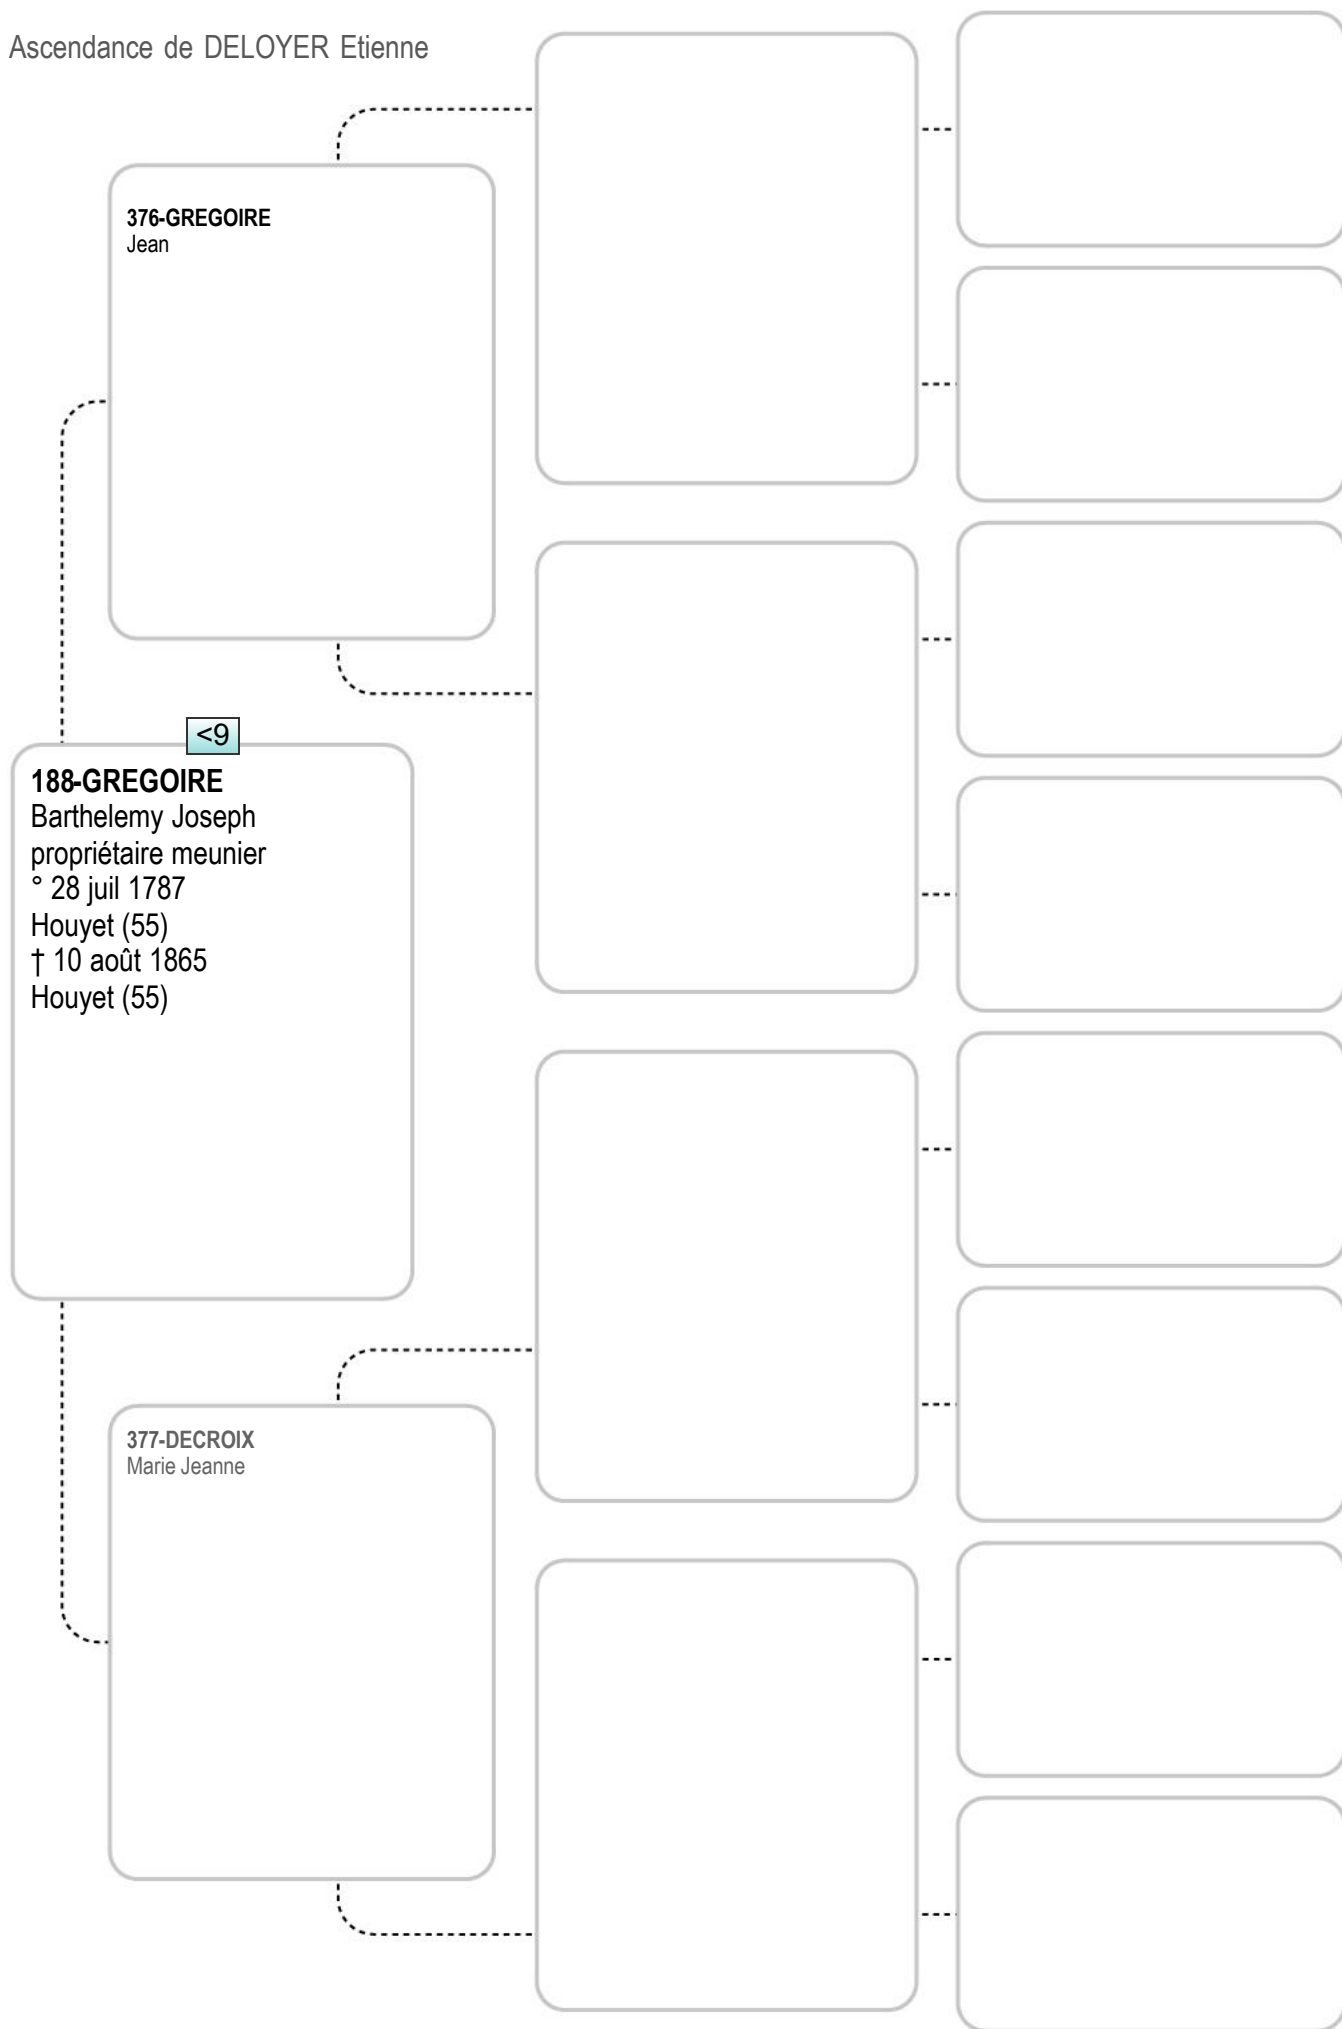 Ascendance de DELOYER Etienne
376-GREGOIRE
Jean
<9
188-GREGOIRE
Barthelemy Joseph
propriétaire meunier
° 28 juil 1787
Houyet (55)
† 10 août 1865
Houyet (55)
377-DECROIX
Marie Jeanne